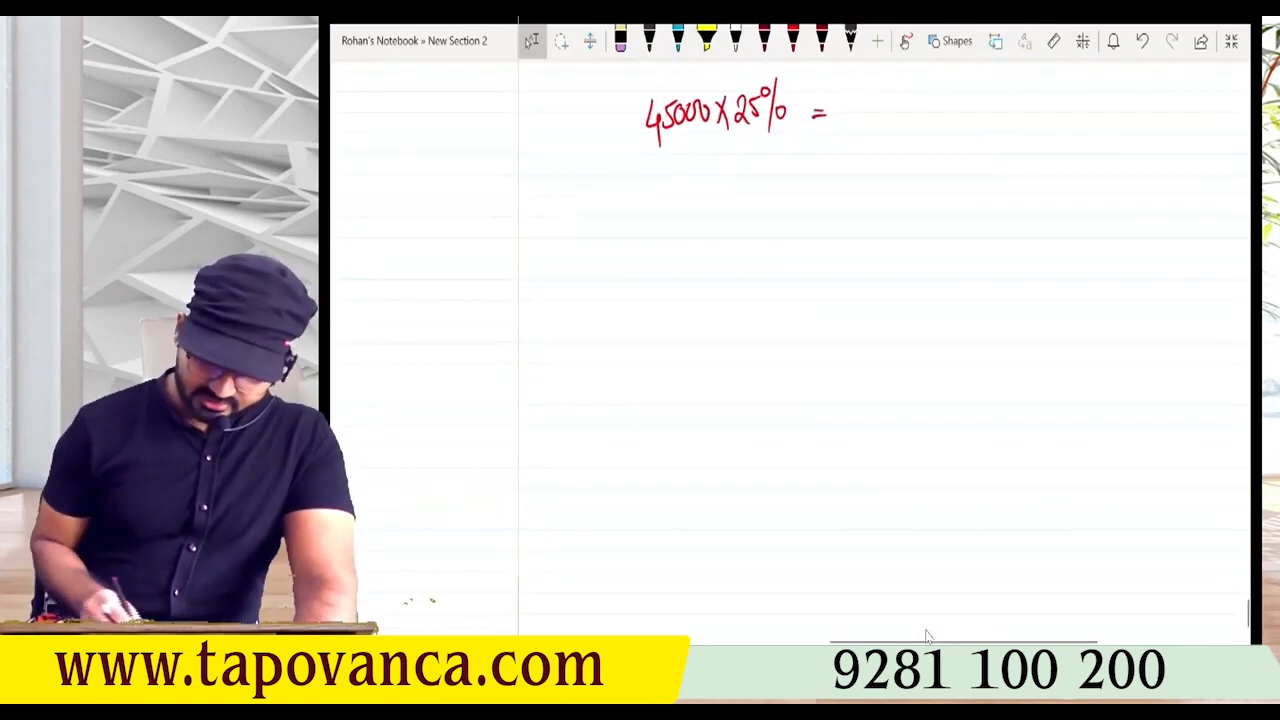 Rohan's Notebook » New Section 2
Shapes
45000 x 25% =
www.tapovanca.com
9281 100 200